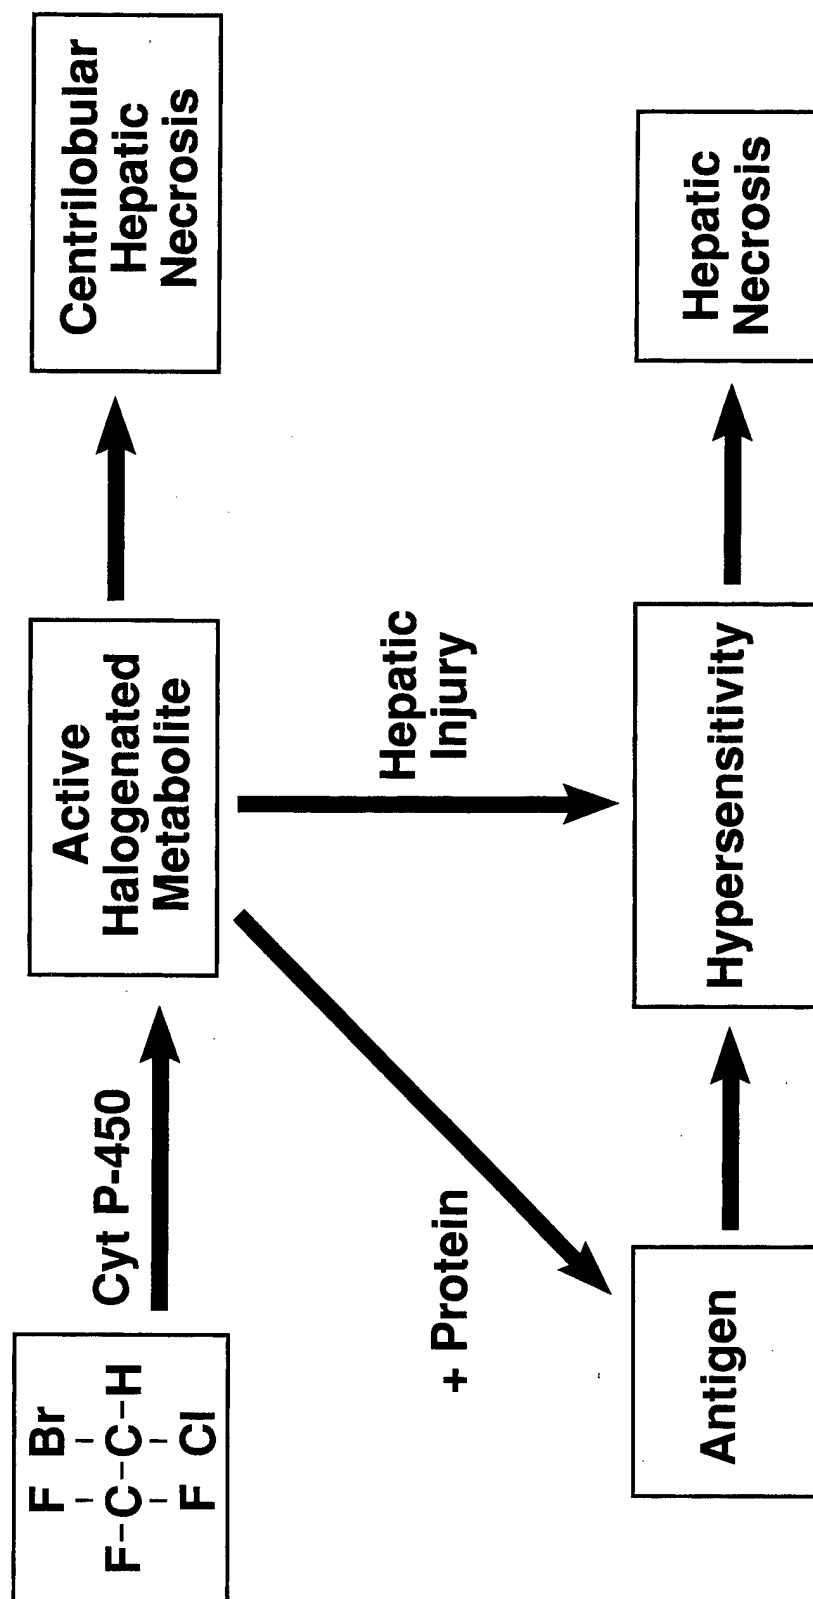 F Br
F-C-C-H
F Cl
Cyt P-450
Active
Halogenated
Metabolite
Centrilobular
Hepatic
Necrosis
+ Protein
Hepatic
Injury
Antigen
Hypersensitivity
Hepatic
Necrosis